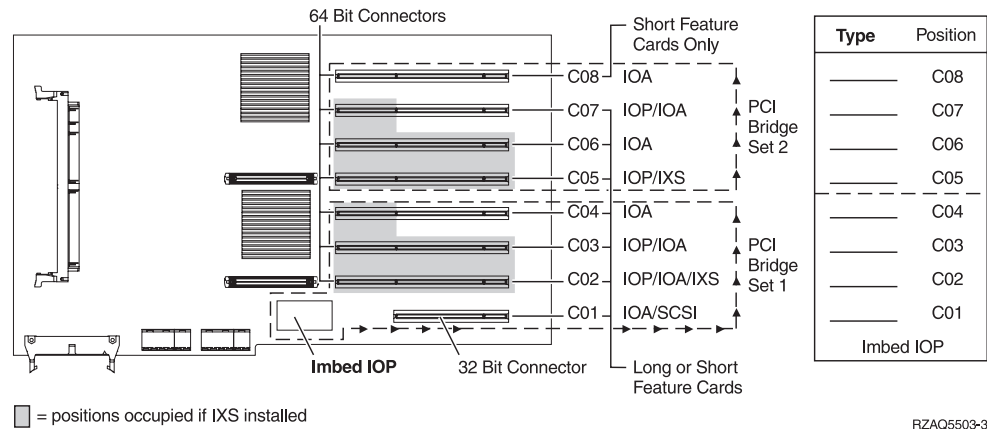 64 Bit Connectors
Short Feature
Cards Only
C08 IOA
C07 IOP/IOA
C06 IOA
C05 IOP/IXS
PCI
Bridge
Set 2
C04 IOA
C03 IOP/IOA
C02 IOP/IOA/IXS
C01 IOA/SCSI
PCI
Bridge
Set 1
Imbed IOP
32 Bit Connector
Long or Short
Feature Cards
= positions occupied if IXS installed
Type Position
C08
C07
C06
C05
C04
C03
C02
C01
Imbed IOP
RZAQ5503-3